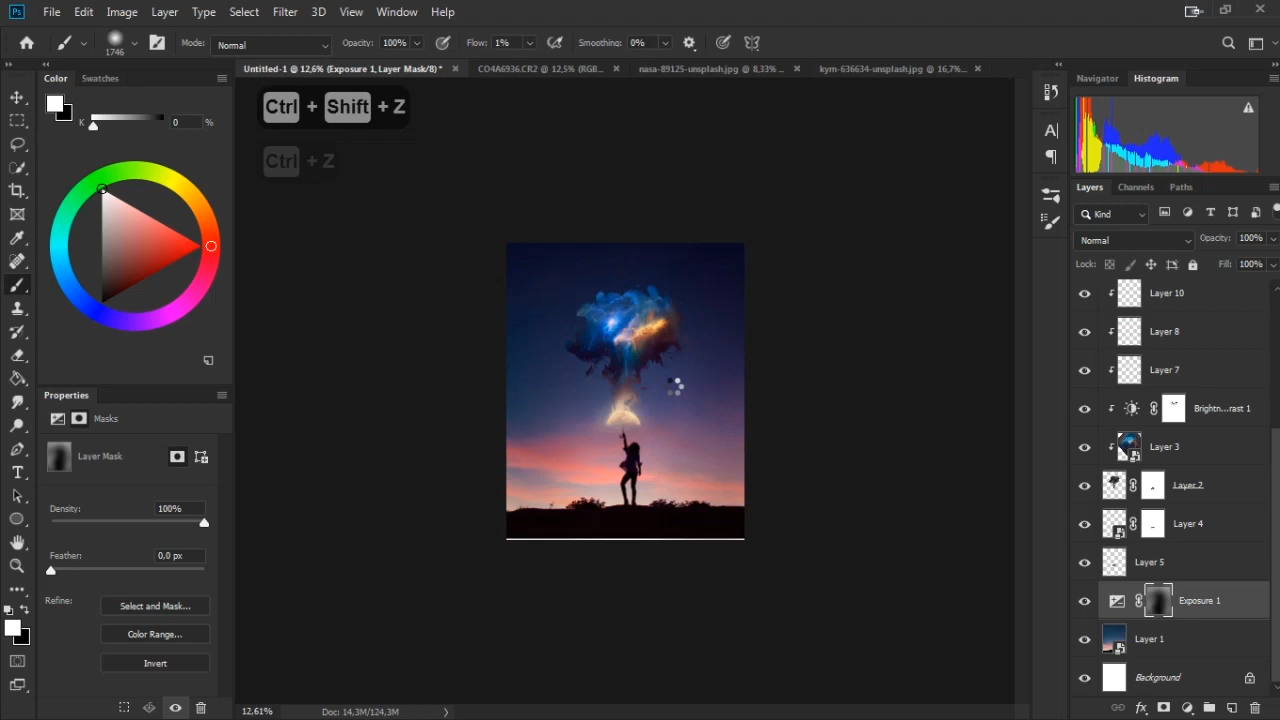 Ps File Edit Image Layer Type Select Filter 3D View Window Help
1746 Mode: Normal Opacity: 100% Flow: 1% Smoothing: 0%
Color Swatches
Untitled-1 @ 12,6% (Exposure 1, Layer Mask/8) * CO4A6936.CR2 @ 12,5% (RGB... nasa-89125-unsplash.jpg @ 8,33% ... kym-636634-unsplash.jpg @ 16,7%...
Navigator Histogram
Ctrl + Shift + Z
K 0 %
Ctrl + Z
Layers Channels Paths
Kind
Normal Opacity: 100%
Lock: Fill: 100%
Layer 10
Layer 8
Layer 7
Brightn...rast 1
Layer 3
Layer 2
Layer 4
Layer 5
Exposure 1
Layer 1
Background
Properties
Masks
Layer Mask
Density: 100%
Feather: 0,0 px
Refine: Select and Mask...
Color Range...
Invert
12,61% Doc: 14,3M/124,3M